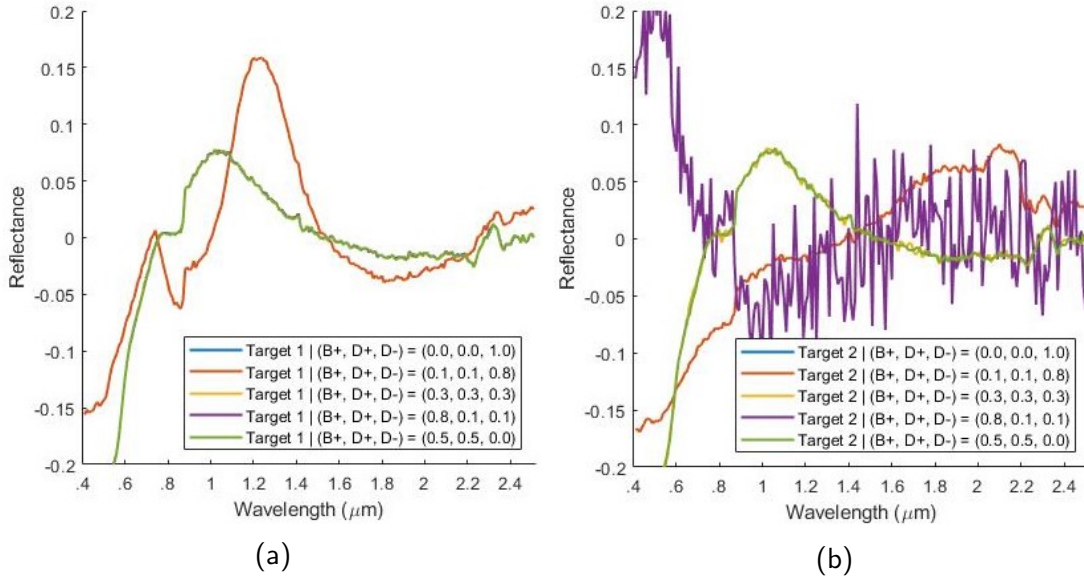 0.2
0.15
0.1
0.05
0
-0.05
-0.1
-0.15
-0.2
Reflectance
.4 .6 .8 1 1.2 1.4 1.6 1.8 2 2.2 2.4
Wavelength (μm)
Target 1 | (B+, D+, D-) = (0.0, 0.0, 1.0)
Target 1 | (B+, D+, D-) = (0.1, 0.1, 0.8)
Target 1 | (B+, D+, D-) = (0.3, 0.3, 0.3)
Target 1 | (B+, D+, D-) = (0.8, 0.1, 0.1)
Target 1 | (B+, D+, D-) = (0.5, 0.5, 0.0)
(a)
0.2
0.15
0.1
0.05
0
-0.05
-0.1
-0.15
-0.2
Reflectance
.4 .6 .8 1 1.2 1.4 1.6 1.8 2 2.2 2.4
Wavelength (μm)
Target 2 | (B+, D+, D-) = (0.0, 0.0, 1.0)
Target 2 | (B+, D+, D-) = (0.1, 0.1, 0.8)
Target 2 | (B+, D+, D-) = (0.3, 0.3, 0.3)
Target 2 | (B+, D+, D-) = (0.8, 0.1, 0.1)
Target 2 | (B+, D+, D-) = (0.5, 0.5, 0.0)
(b)